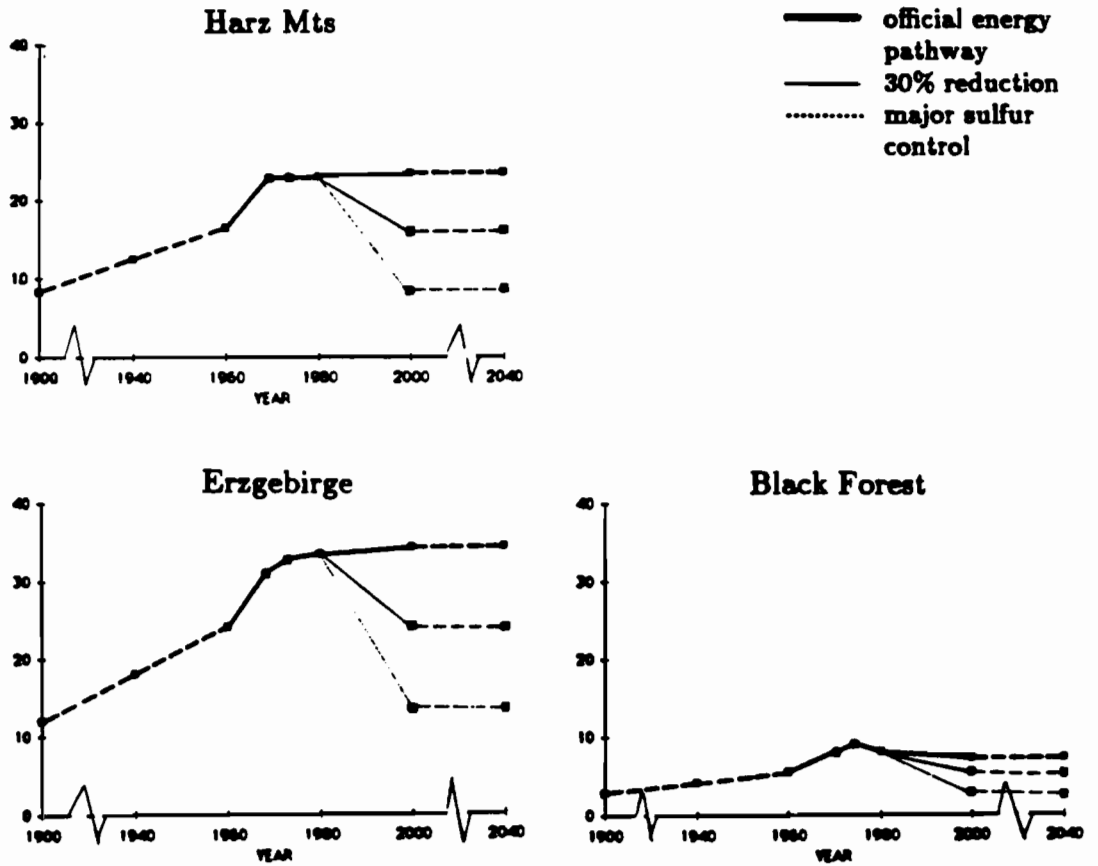 Harz Mts
official energy
pathway
30% reduction
major sulfur
control
40
30
20
10
0
1900 1940 1960 1980 2000 2040
YEAR
Erzgebirge
40
30
20
10
0
1900 1940 1960 1980 2000 2040
YEAR
Black Forest
40
30
20
10
0
1900 1940 1960 1980 2000 2040
YEAR